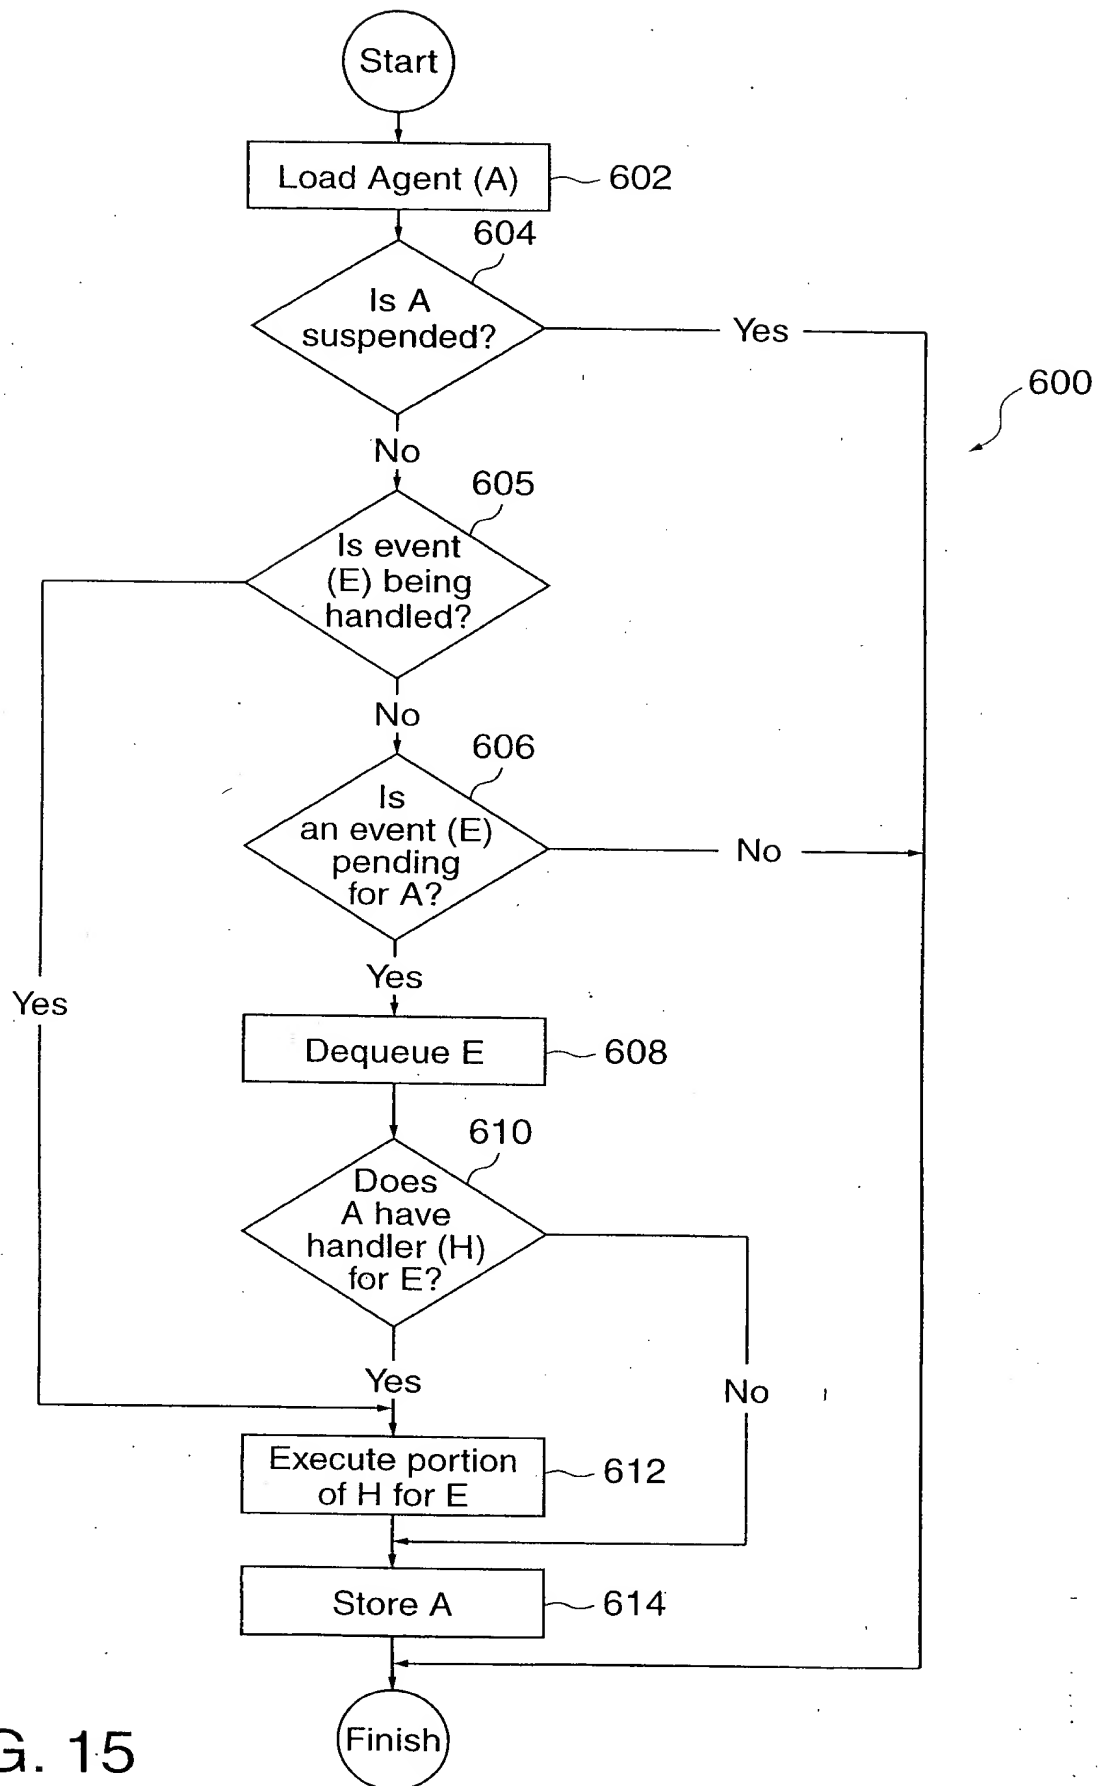 Start
Load Agent (A)
602
604
Is A
suspended?
Yes
600
No
605
Is event
(E) being
handled?
No
606
Is
an event (E)
pending
for A?
No
Yes
Yes
Dequeue E
608
610
Does
A have
handler (H)
for E?
Yes
No
Execute portion
of H for E
612
Store A
614
Finish
G. 15